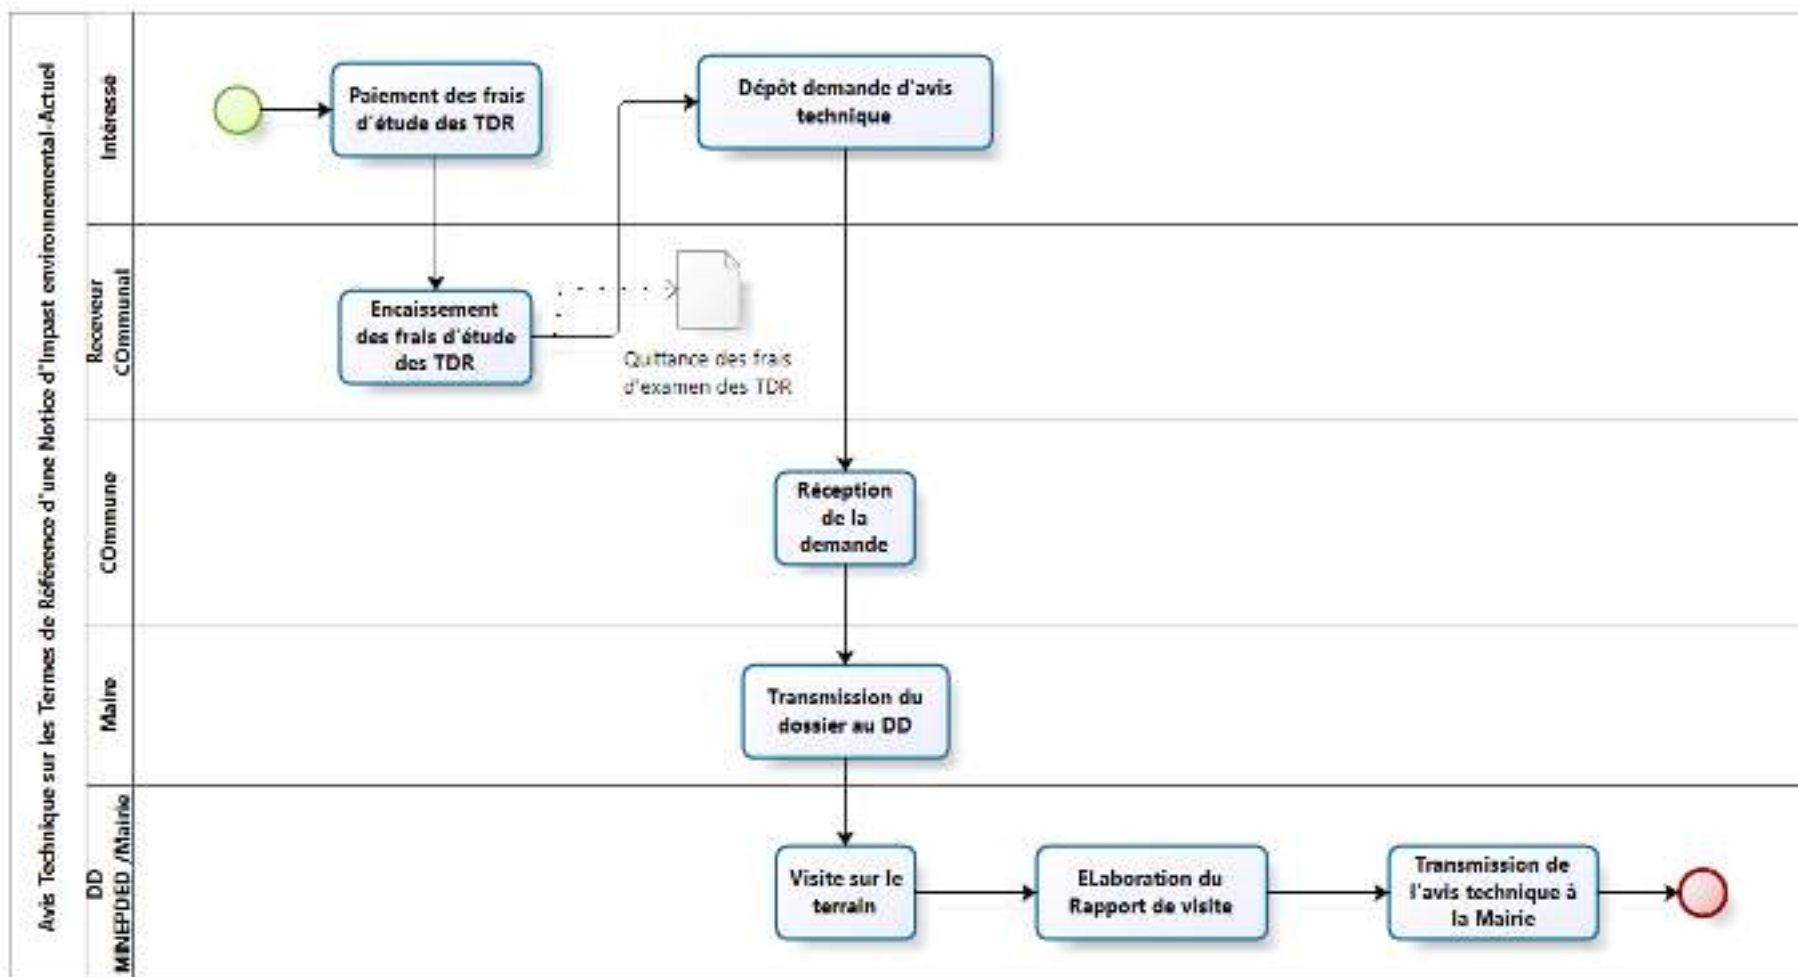 Avis Technique sur les Termes de Référence d'une Notice d'Impast environnemental-Actuel
Intéresse
Paiement des frais
d'étude des TDR
Dépôt demande d'avis
technique
Receveur
COmmunal
Encaissement
des frais d'étude
des TDR
Quittance des frais
d'examen des TDR
COmmune
Réception
de la
demande
Maire
Transmission du
dossier au DD
DD
MINEPDED /Mairie
Visite sur le
terrain
ELaboration du
Rapport de visite
Transmission de
l'avis technique à
la Mairie